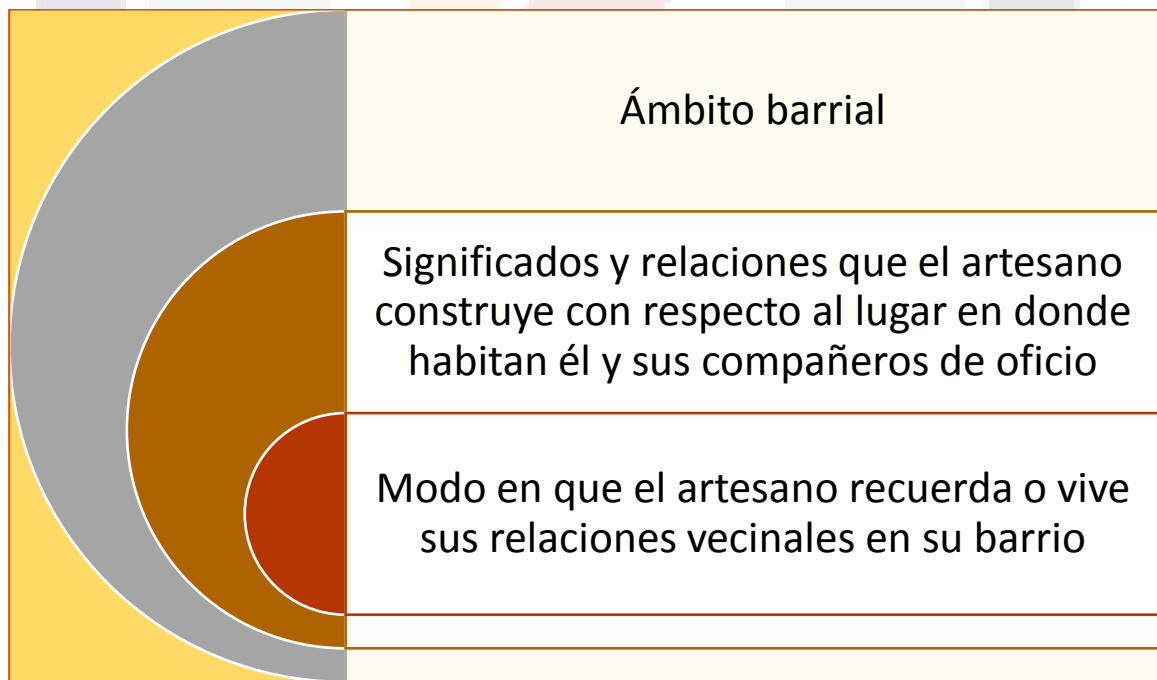 Ámbito barrial
Significados y relaciones que el artesano
construye con respecto al lugar en donde
habitan él y sus compañeros de oficio
Modo en que el artesano recuerda o vive
sus relaciones vecinales en su barrio